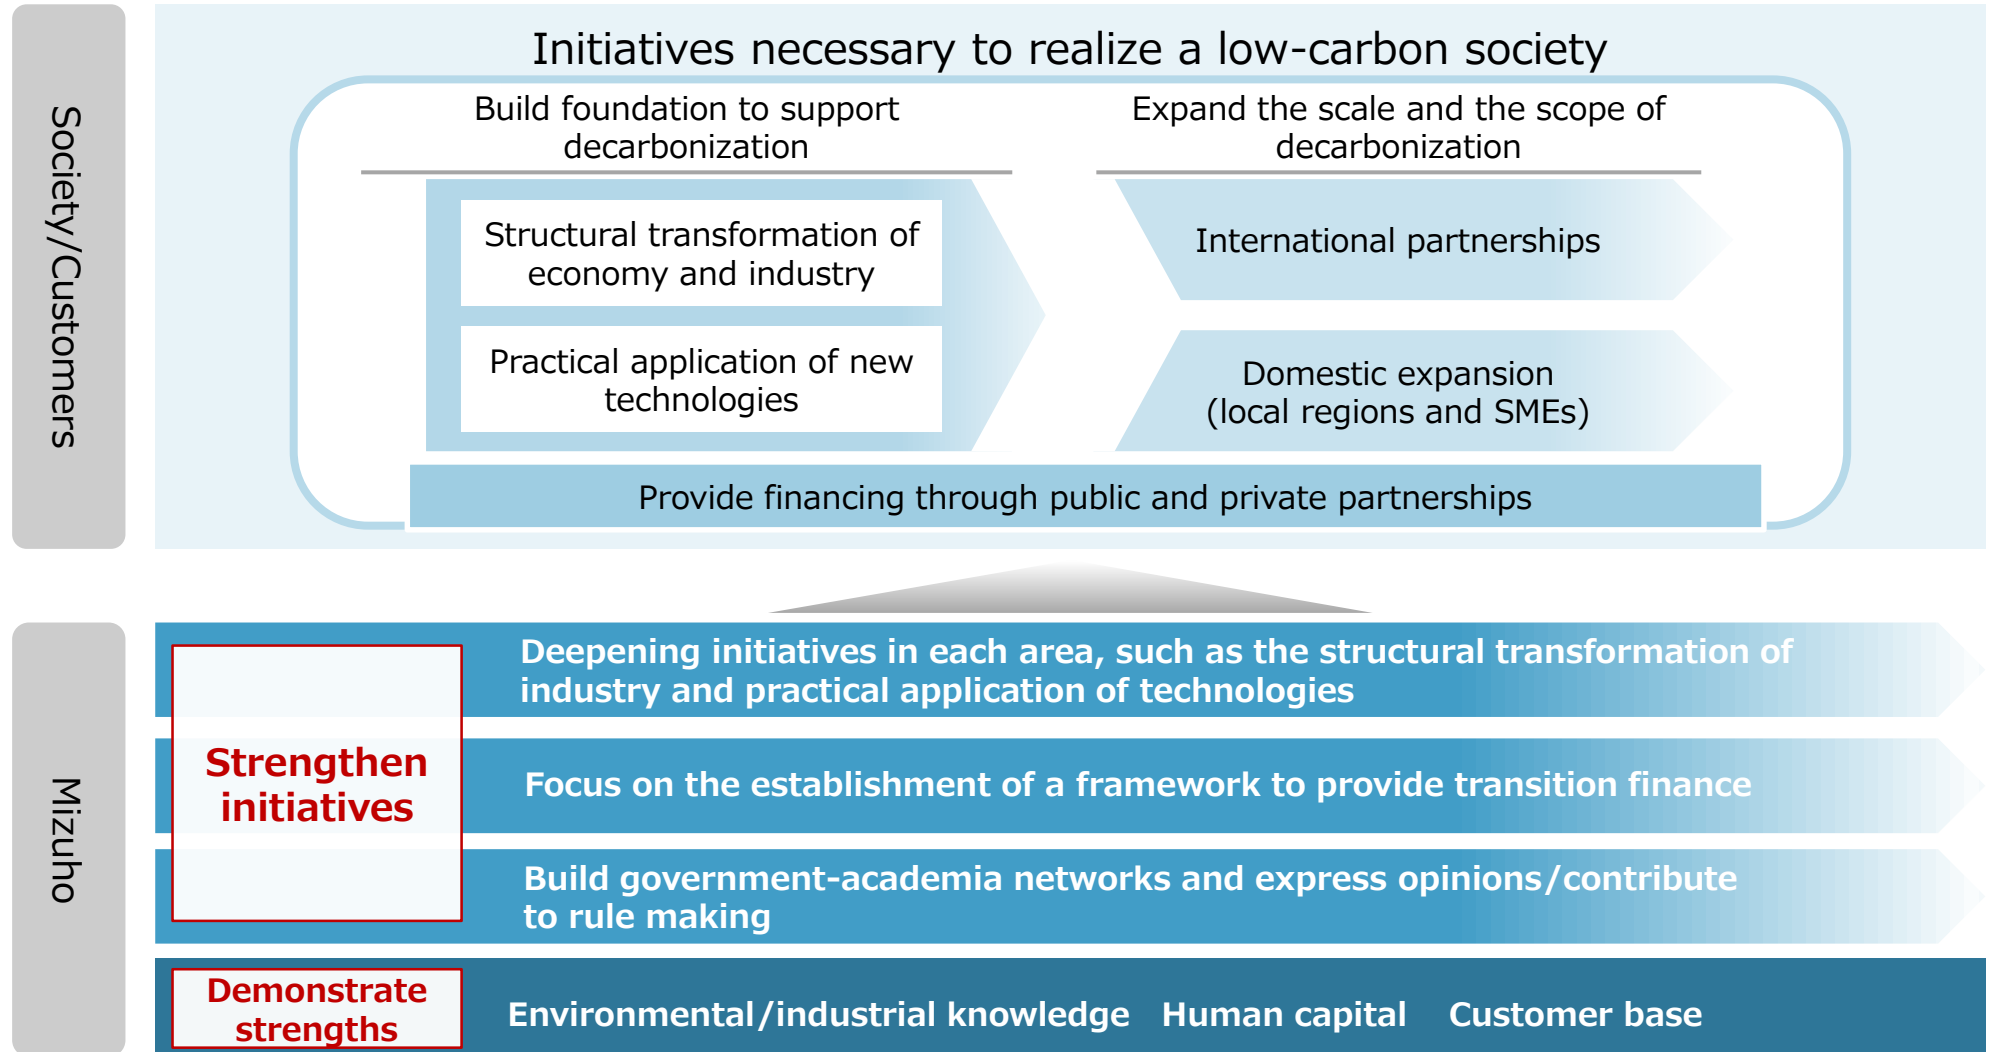 Society/Customers
Initiatives necessary to realize a low-carbon society
Build foundation to support
decarbonization
Structural transformation of
economy and industry
Practical application of new
technologies
Expand the scale and the scope of
decarbonization
International partnerships
Domestic expansion
(local regions and SMEs)
Provide financing through public and private partnerships
Mizuho
Strengthen
initiatives
Deepening initiatives in each area, such as the structural transformation of
industry and practical application of technologies
Focus on the establishment of a framework to provide transition finance
Build government-academia networks and express opinions/contribute
to rule making
Demonstrate
strengths
Environmental/industrial knowledge Human capital Customer base